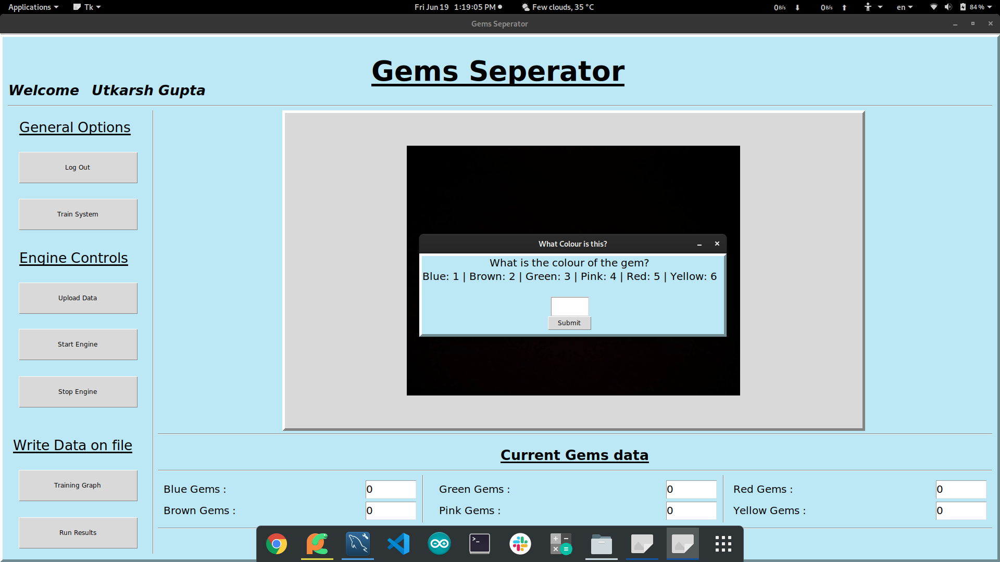 Applications Tk Fri Jun 19 1:19:05 PM Few clouds, 35 °C 0 B/s 0 B/s en 84 %
Gems Seperator
Gems Seperator
Welcome Utkarsh Gupta
General Options
Log Out
Train System
Engine Controls
Upload Data
Start Engine
Stop Engine
Write Data on file
Training Graph
Run Results
What Colour is this?
What is the colour of the gem?
Blue: 1 | Brown: 2 | Green: 3 | Pink: 4 | Red: 5 | Yellow: 6
Submit
Current Gems data
Blue Gems : 0 Green Gems : 0 Red Gems : 0
Brown Gems : 0 Pink Gems : 0 Yellow Gems : 0